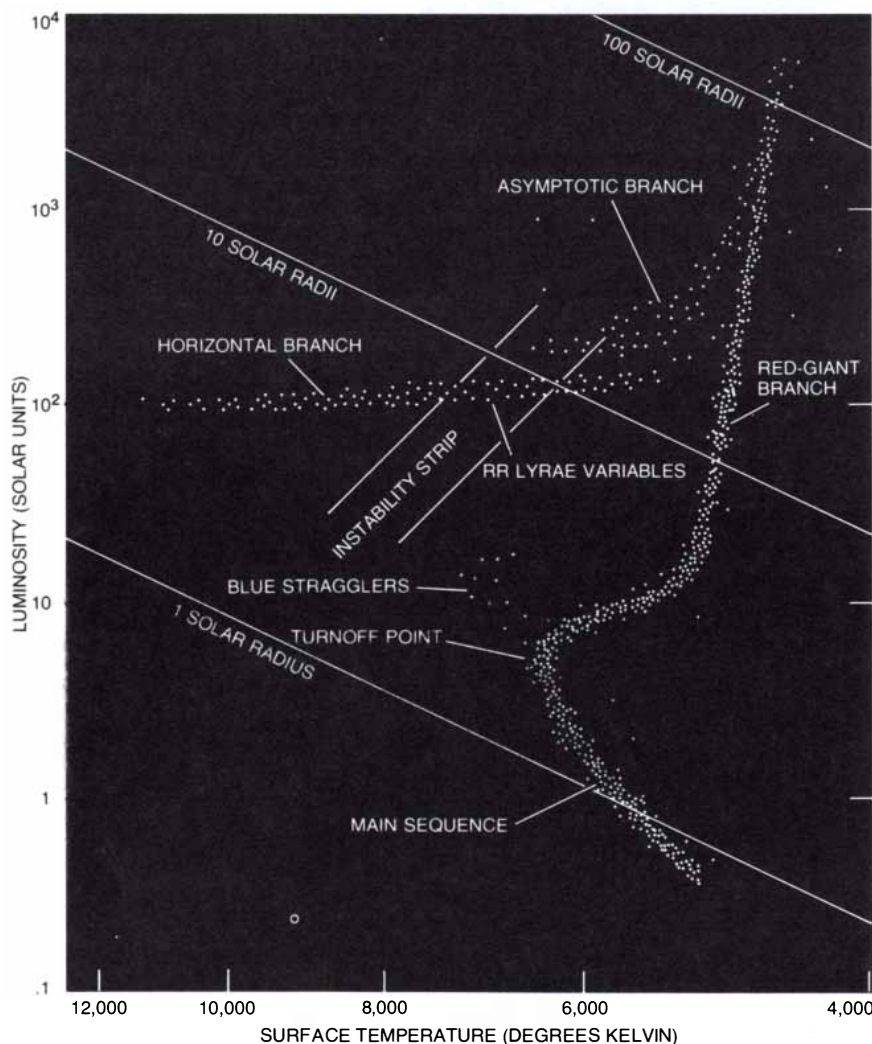 10⁴
100 SOLAR RADII
ASYMPTOTIC BRANCH
10³
10 SOLAR RADII
HORIZONTAL BRANCH
RED-GIANT
BRANCH
10²
RR LYRAE VARIABLES
INSTABILITY STRIP
LUMINOSITY (SOLAR UNITS)
BLUE STRAGGLERS
10
TURNOFF POINT
1 SOLAR RADIUS
1
MAIN SEQUENCE
.1
12,000 10,000 8,000 6,000 4,000
SURFACE TEMPERATURE (DEGREES KELVIN)